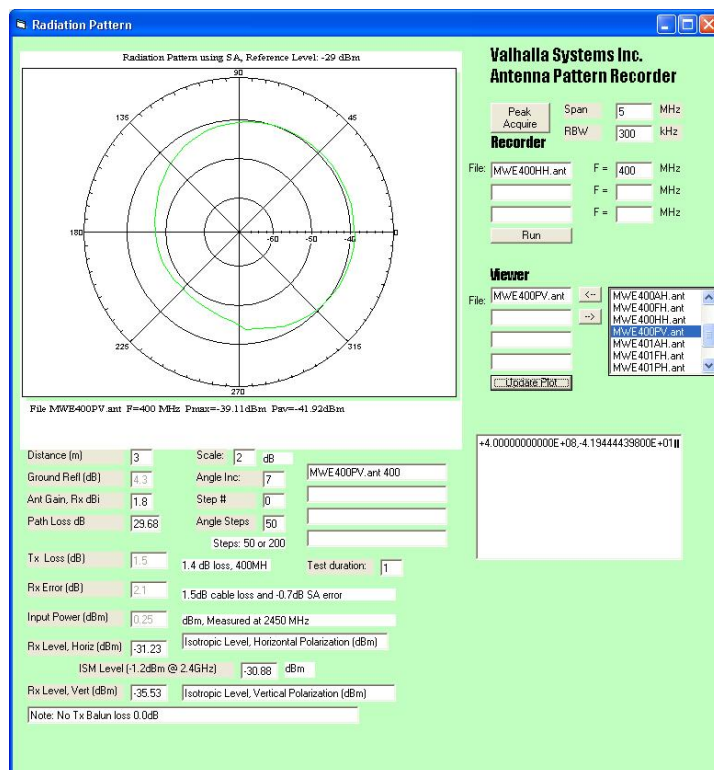 Radiation Pattern
Radiation Pattern using SA, Reference Level: -29 dBm
90
135
45
180
-60
-50
-40
0
225
315
270
File MWE400PV.ant F=400 MHz Pmax=-39.11dBm Pav=-41.92dBm
Valhalla Systems Inc.
Antenna Pattern Recorder
Peak Acquire
Span 5 MHz
RBW 300 kHz
Recorder
File: MWE400HH.ant F = 400 MHz
F = MHz
F = MHz
Run
Viewer
File: MWE400PV.ant <-- -->
MWE400AH.ant
MWE400FH.ant
MWE400HH.ant
MWE400PV.ant
MWE401AH.ant
MWE401FH.ant
MWE401PH.ant
Update Plot
+4.00000000000E+08,-4.19444439800E+01
Distance (m) 3 Scale: 2 dB
Ground Refl (dB) 4.3 Angle Inc: 7 MWE400PV.ant 400
Ant Gain, Rx dBi 1.8 Step # 0
Path Loss dB 29.68 Angle Steps 50
Steps: 50 or 200
Tx Loss (dB) 1.5 1.4 dB loss, 400MH Test duration: 1
Rx Error (dB) 2.1 1.5dB cable loss and -0.7dB SA error
Input Power (dBm) 0.25 dBm, Measured at 2450 MHz
Rx Level, Horiz (dBm) -31.23 Isotropic Level, Horizontal Polarization (dBm)
ISM Level (-1.2dBm @ 2.4GHz) -30.88 dBm
Rx Level, Vert (dBm) -35.53 Isotropic Level, Vertical Polarization (dBm)
Note: No Tx Balun loss 0.0dB